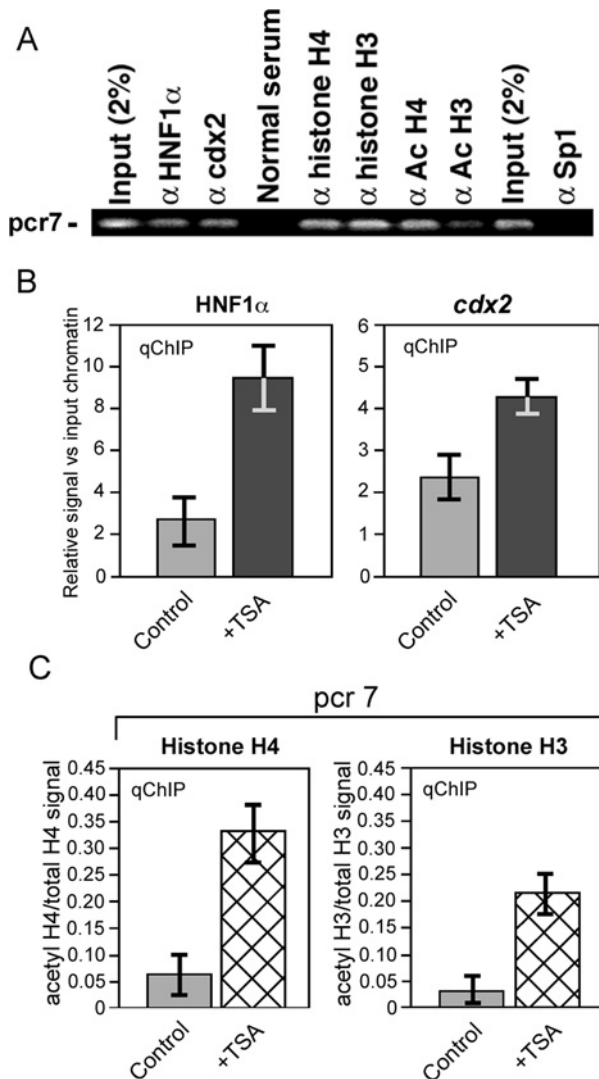 A
Input (2%)
α HNF1α
α cdx2
Normal serum
α histone H4
α histone H3
α Ac H4
α Ac H3
Input (2%)
α Sp1
pcr7 -
B
HNF1α
cdx2
Relative signal vs input chromatin
12
10
8
6
4
2
0
qChIP
Control
+TSA
6
5
4
3
2
1
0
qChIP
Control
+TSA
C
pcr 7
Histone H4
Histone H3
acetyl H4/total H4 signal
0.45
0.40
0.35
0.30
0.25
0.20
0.15
0.10
0.05
0
qChIP
Control
+TSA
acetyl H3/total H3 signal
0.45
0.40
0.35
0.30
0.25
0.20
0.15
0.10
0.05
0
qChIP
Control
+TSA